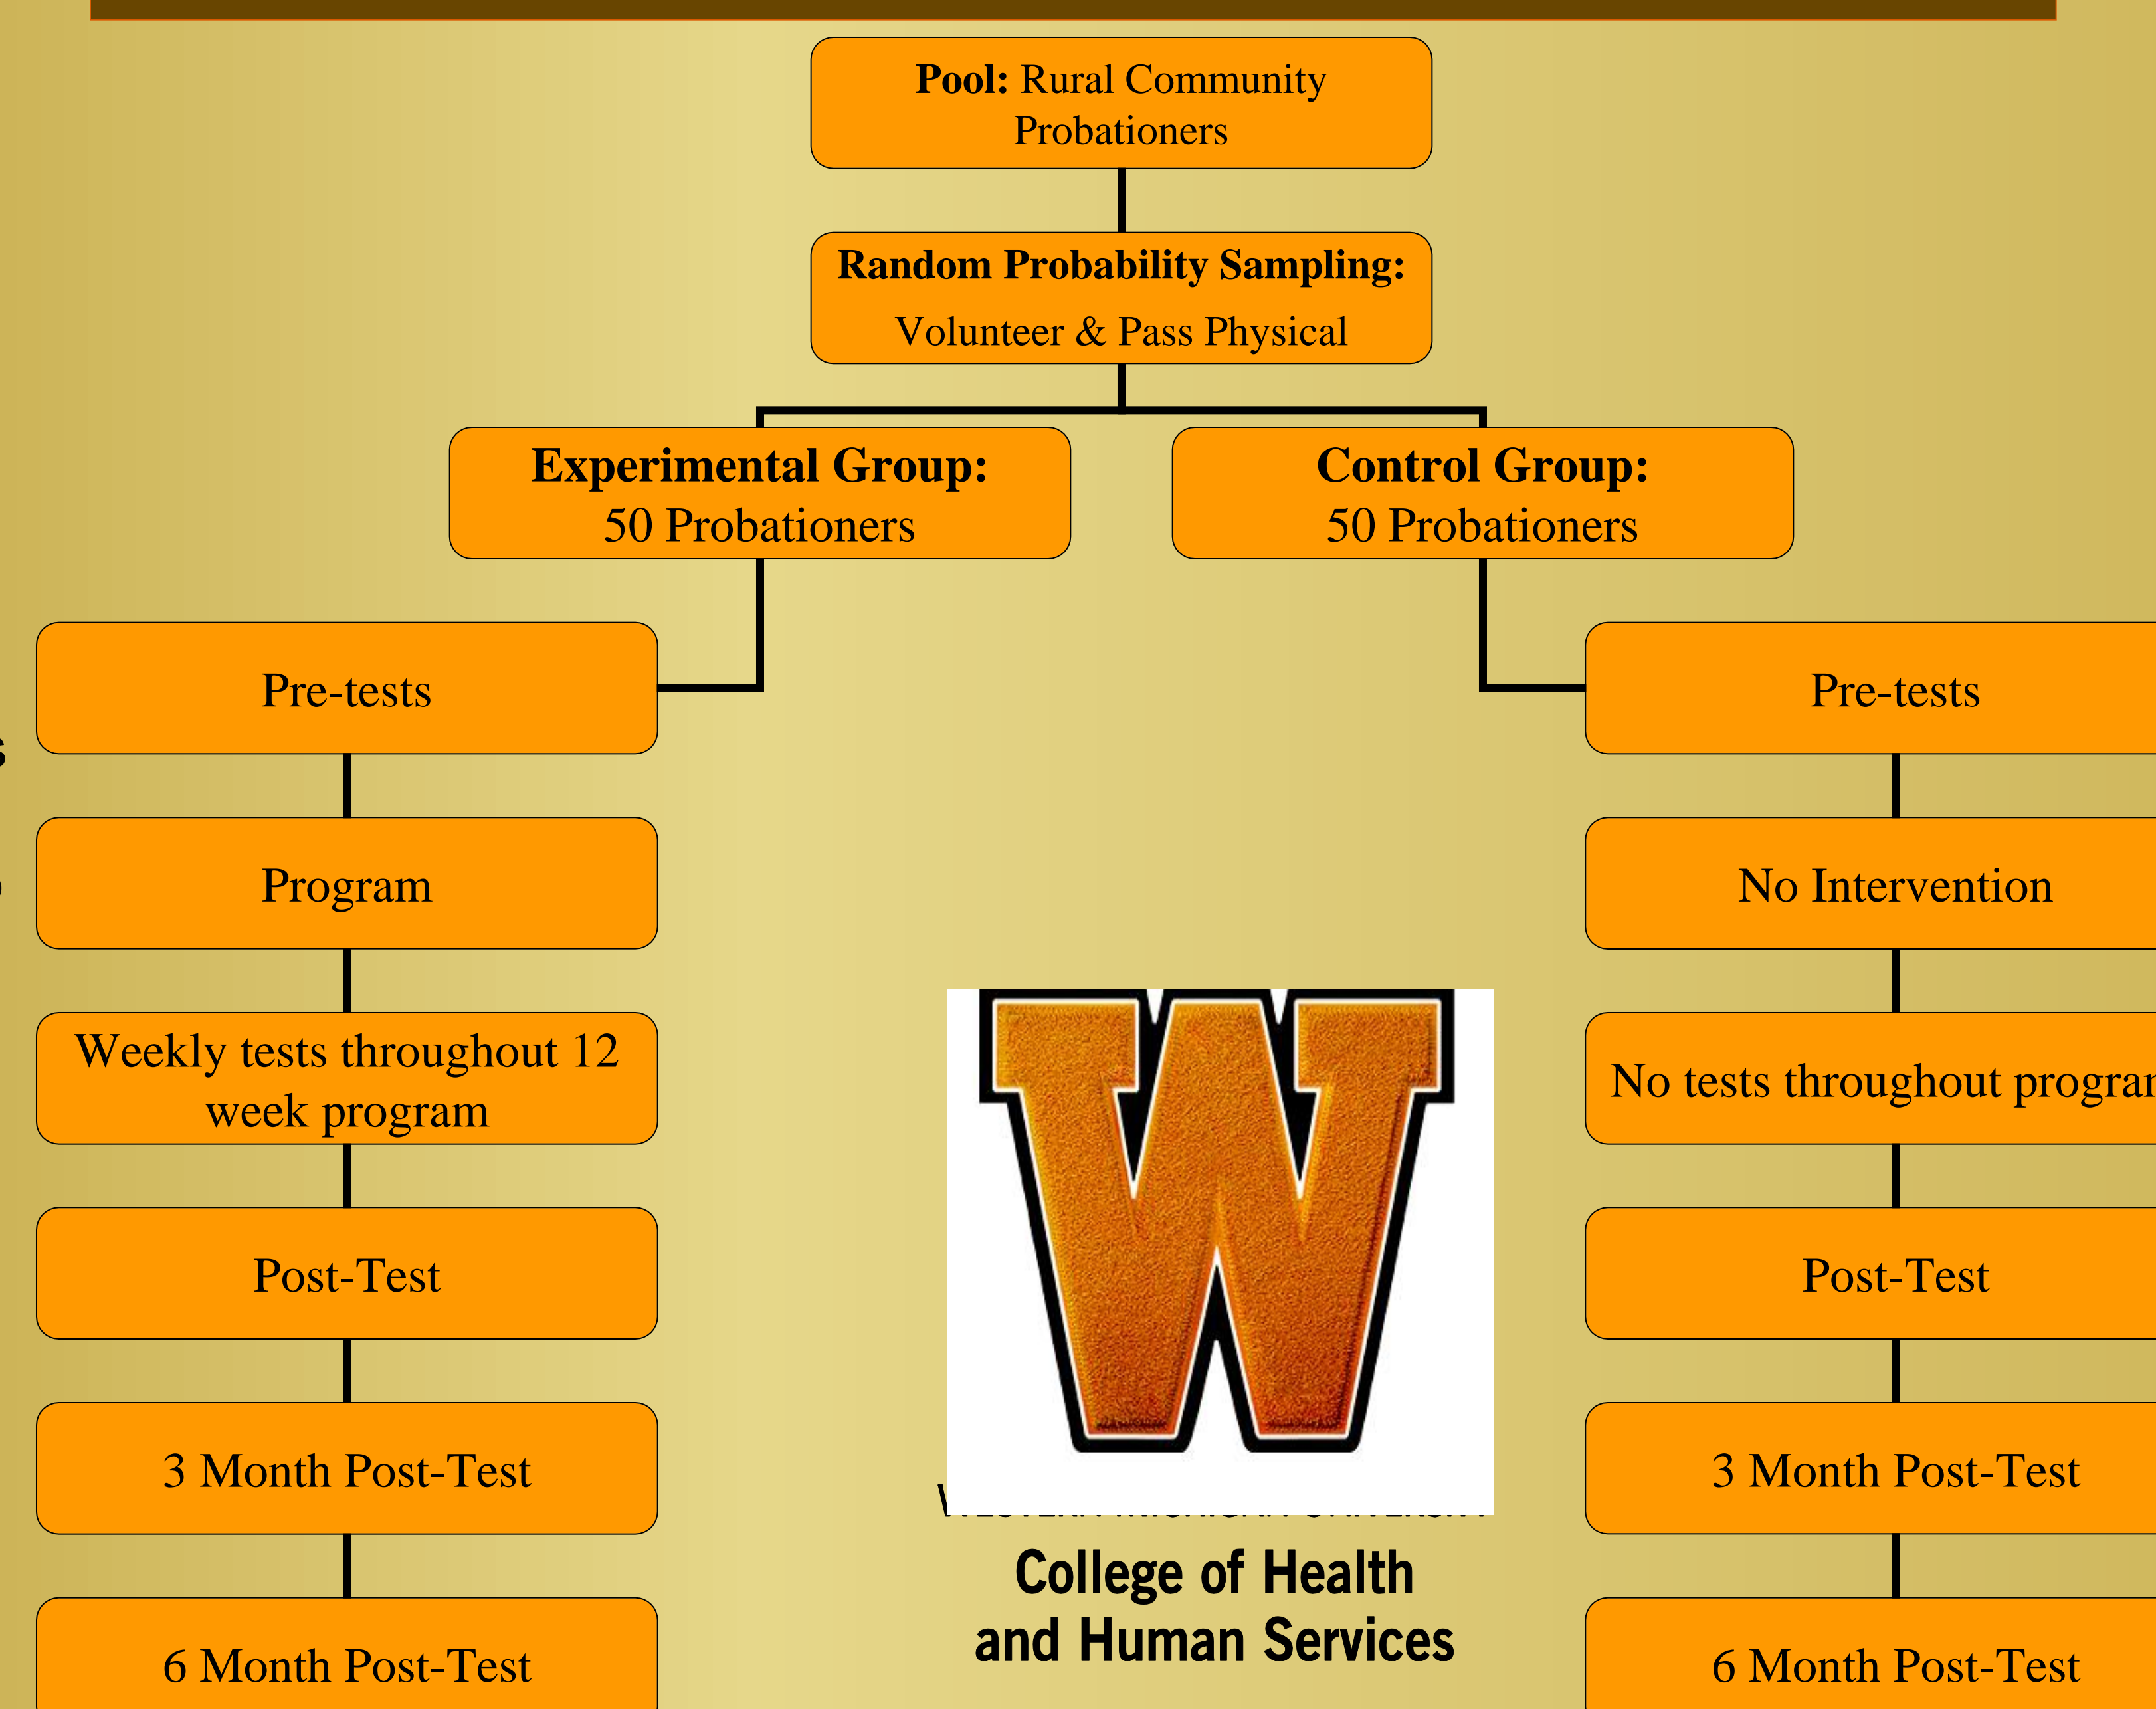 Pool: Rural Community
Probationers
Random Probability Sampling:
Volunteer & Pass Physical
Experimental Group:
50 Probationers
Control Group:
50 Probationers
Pre-tests
Program
Weekly tests throughout 12
week program
Post-Test
3 Month Post-Test
6 Month Post-Test
Pre-tests
No Intervention
No tests throughout
Post-Test
3 Month Post-Test
6 Month Post-Test
W
College of Health
and Human Services